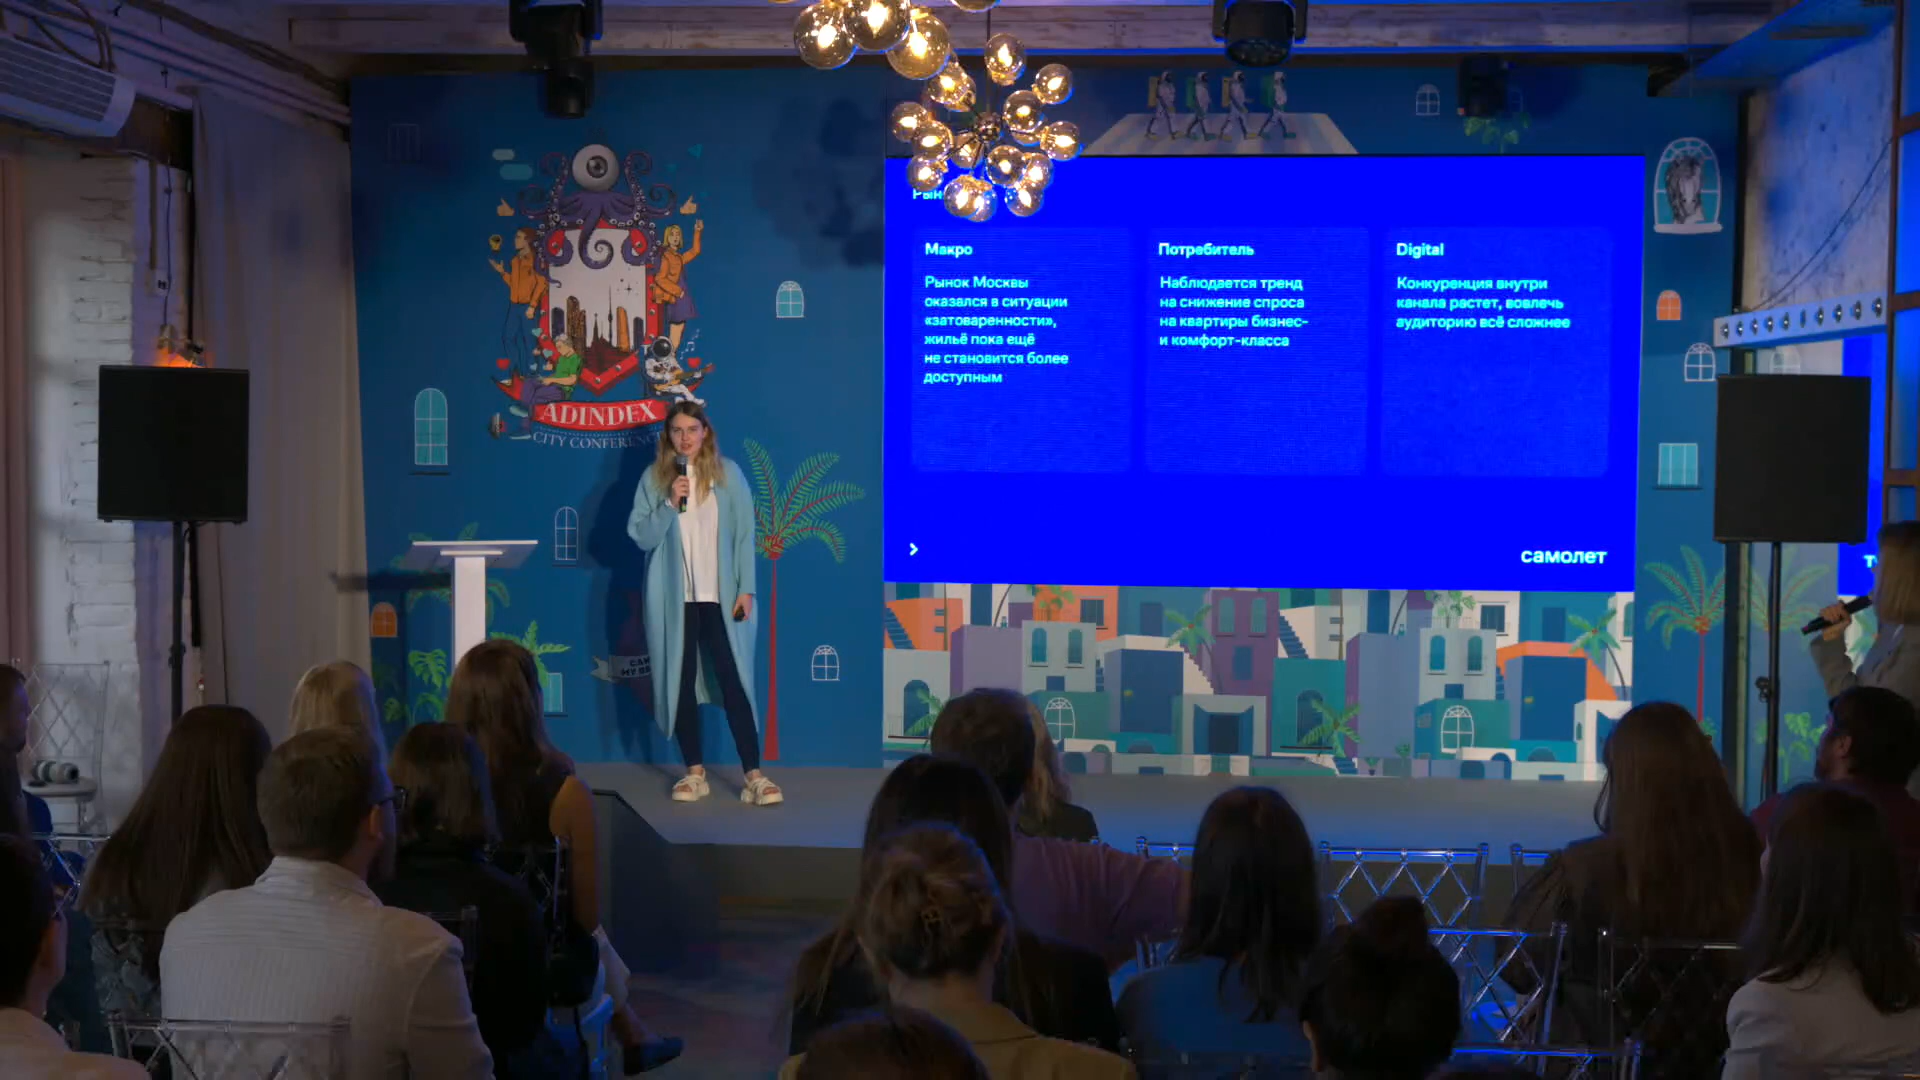 ADINDEX
CITY CONFERENCE
Макро
Рынок Москвы
оказался в ситуации
«затоваренности»,
жильё пока ещё
не становится более
доступным
Потребитель
Наблюдается тренд
на снижение спроса
на квартиры бизнес-
и комфорт-класса
Digital
Конкуренция внутри
канала растет, вовлечь
аудиторию всё сложнее
самолет